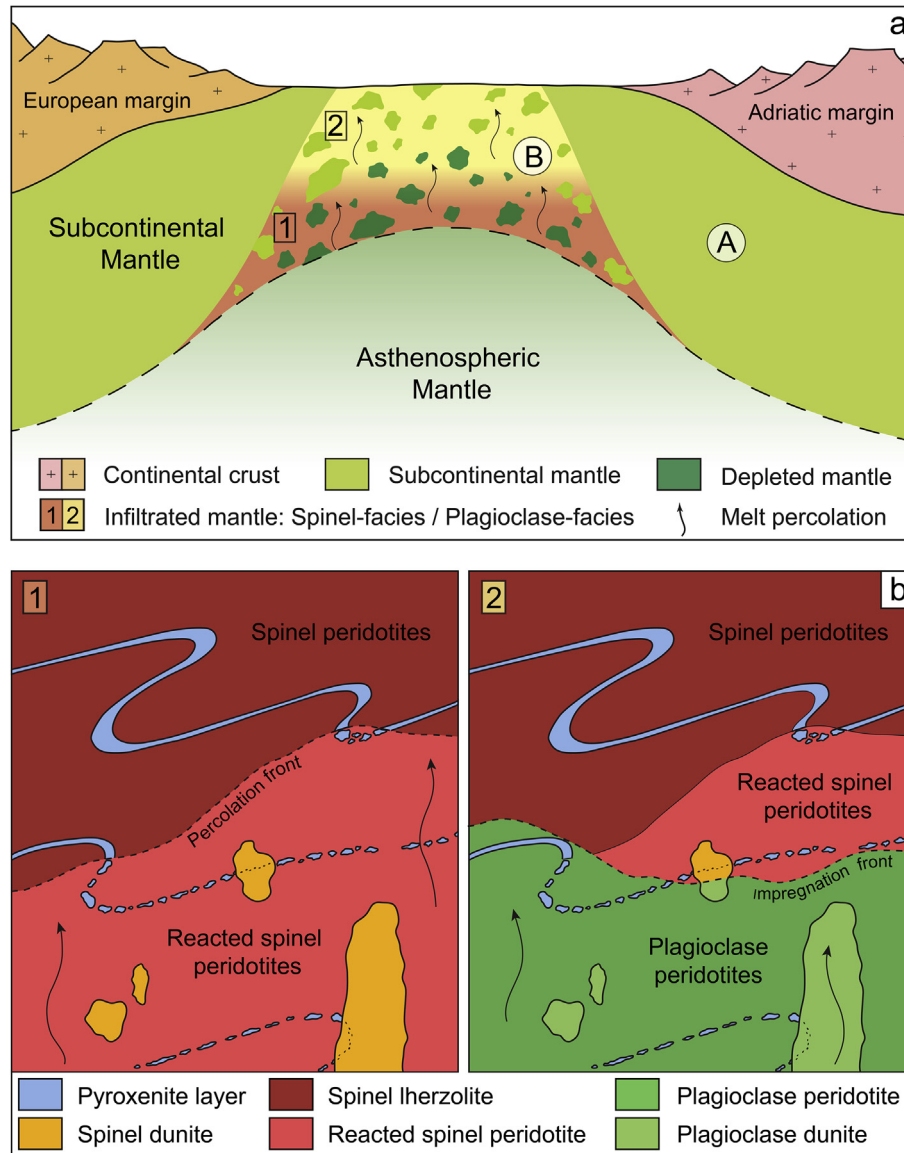 a
European margin
Adriatic margin
2
B
1
Subcontinental
Mantle
A
Asthenospheric
Mantle
Continental crust
Subcontinental mantle
Depleted mantle
1 2 Infiltrated mantle: Spinel-facies / Plagioclase-facies
Melt percolation
1
Spinel peridotites
Percolation front
Reacted spinel
peridotites
2
b
Spinel peridotites
Reacted spinel
peridotites
Impregnation front
Plagioclase
peridotites
Pyroxenite layer
Spinel lherzolite
Plagioclase peridotite
Spinel dunite
Reacted spinel peridotite
Plagioclase dunite